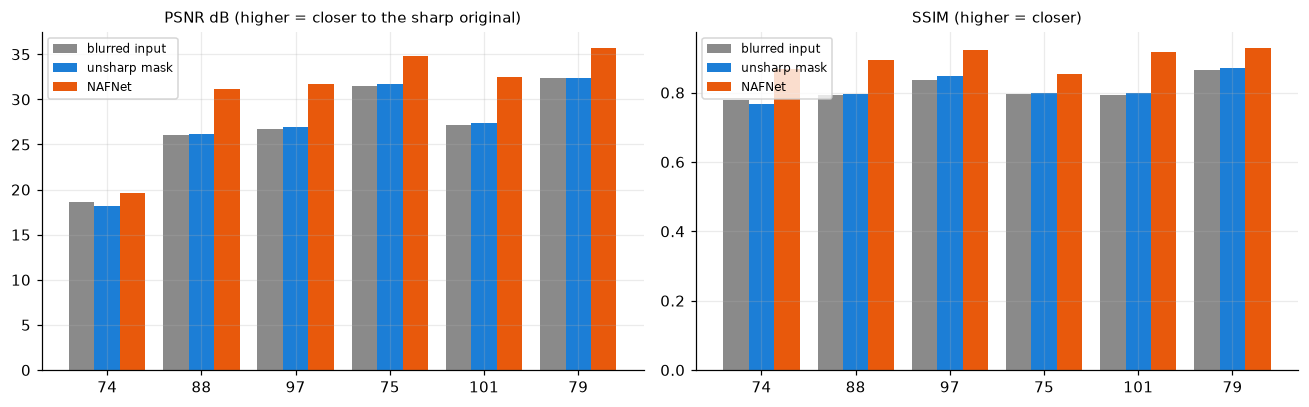 PSNR dB (higher = closer to the sharp original)
blurred input
unsharp mask
NAFNet
35
30
25
20
15
10
5
0
74 88 97 75 101 79
SSIM (higher = closer)
blurred input
unsharp mask
NAFNet
0.8
0.6
0.4
0.2
0.0
74 88 97 75 101 79